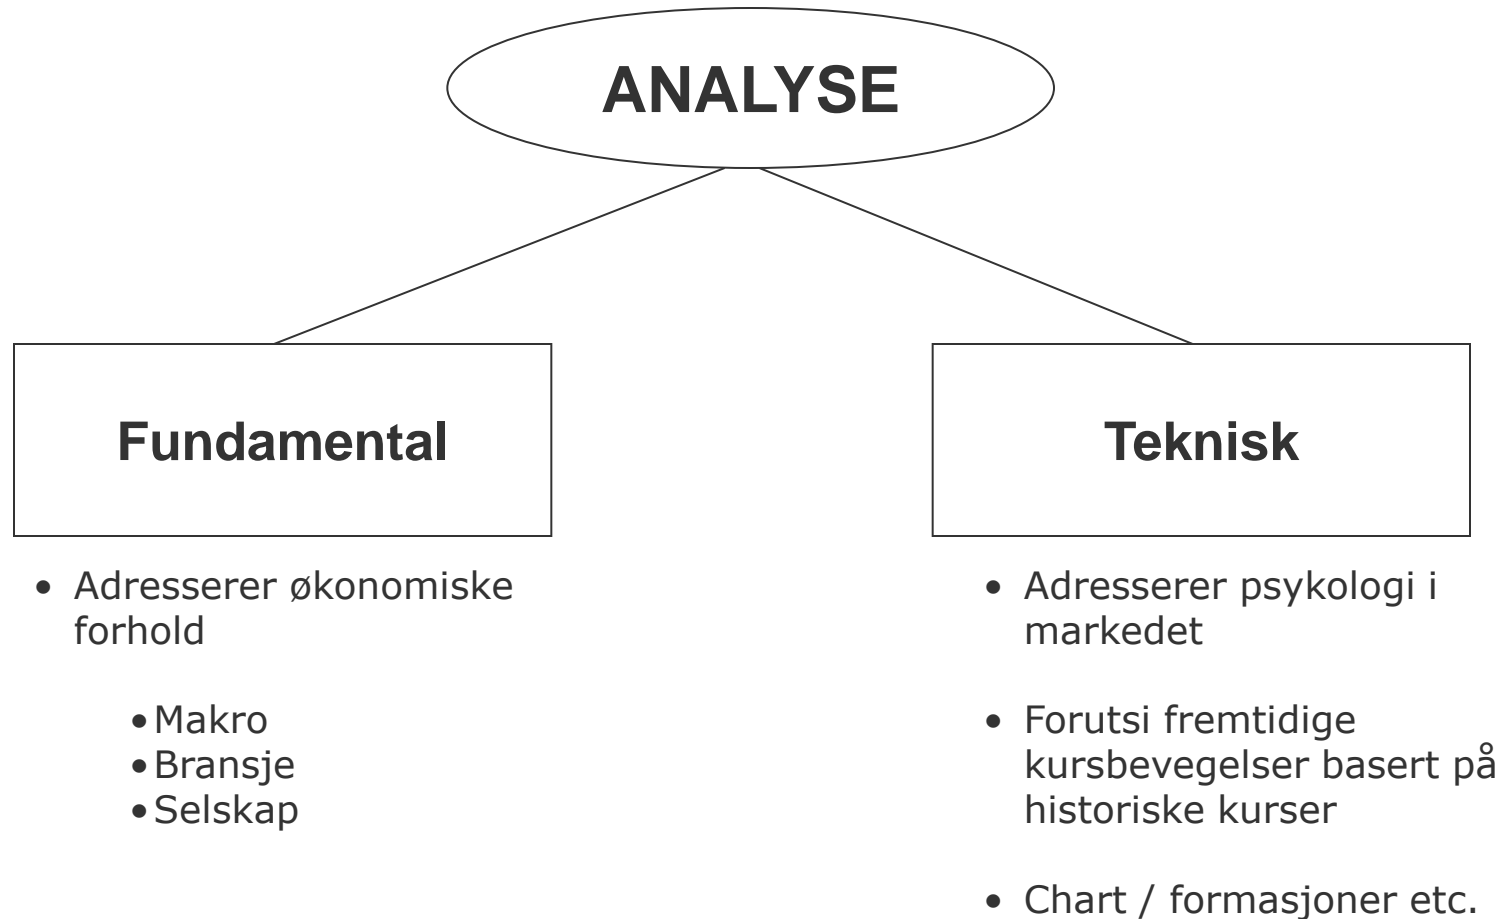 ANALYSE
Fundamental
• Adresserer økonomiske
forhold
• Makro
• Bransje
• Selskap
Teknisk
• Adresserer psykologi i
markedet
• Forutsi fremtidige
kursbevegelser basert på
historiske kurser
• Chart / formasjoner etc.